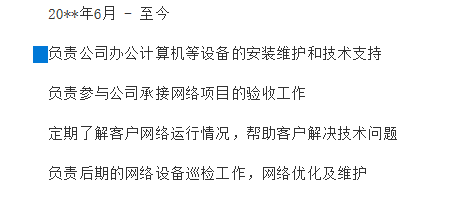 20**年6月 - 至今
负责公司办公计算机等设备的安装维护和技术支持
负责参与公司承接网络项目的验收工作
定期了解客户网络运行情况，帮助客户解决技术问题
负责后期的网络设备巡检工作，网络优化及维护